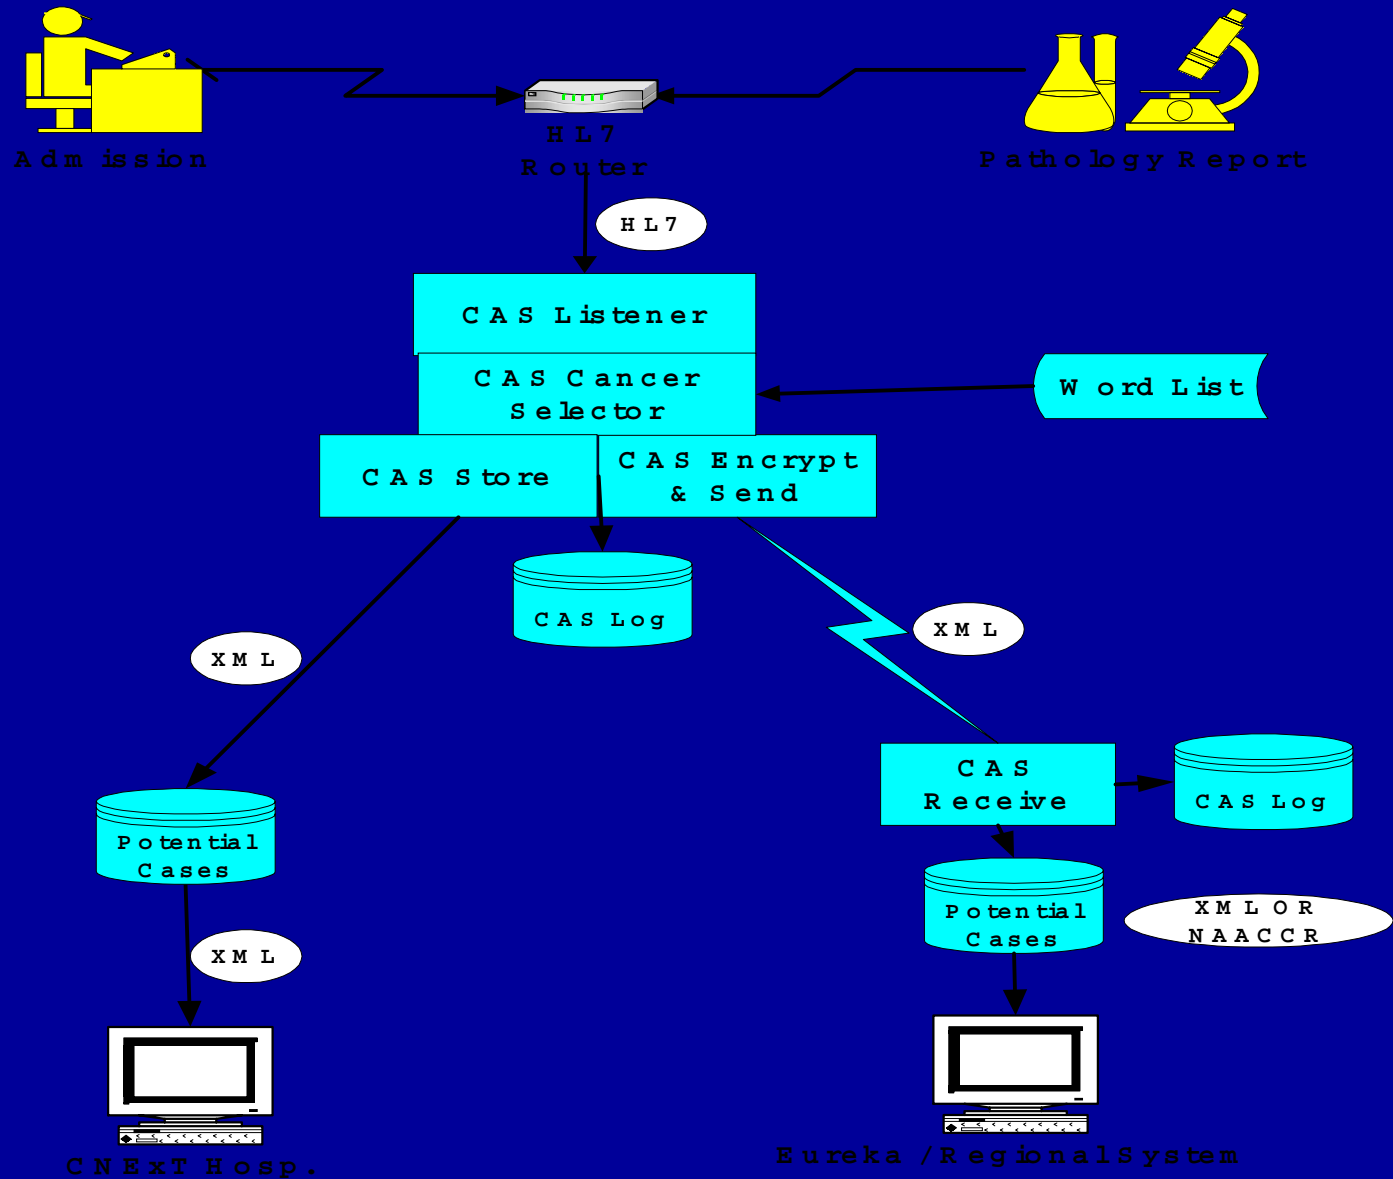 HL7
Router
Admission
Pathology Report
HL7
CAS Listener
CAS Cancer
Selector
Word List
CAS Store
CAS Encrypt
& Send
CAS Log
XML
XML
CAS
Receive
CAS Log
Potential
Cases
Potential
Cases
XML OR
NAACCR
XML
CNExT Hosp.
Eureka /Regional System